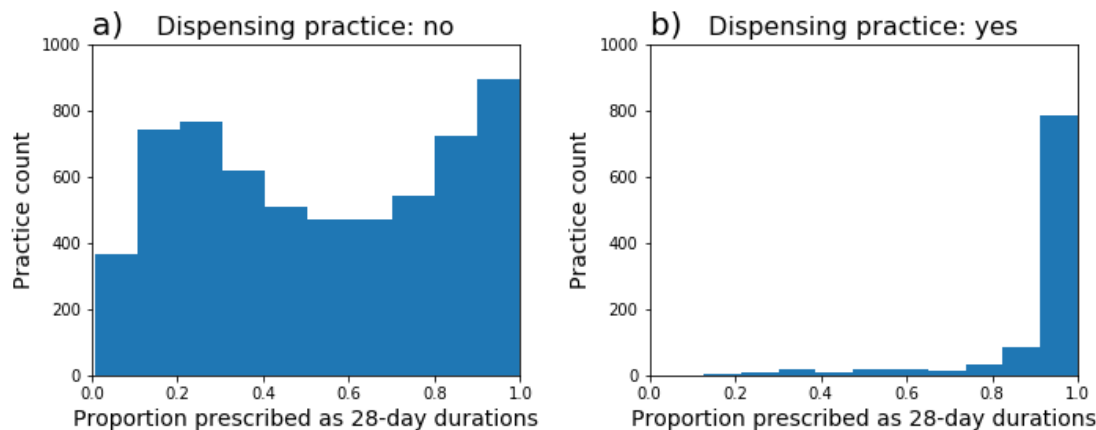 a) Dispensing practice: no
1000
800
600
400
200
0
Practice count
0.0 0.2 0.4 0.6 0.8 1.0
Proportion prescribed as 28-day durations
b) Dispensing practice: yes
1000
800
600
400
200
0
Practice count
0.0 0.2 0.4 0.6 0.8 1.0
Proportion prescribed as 28-day durations